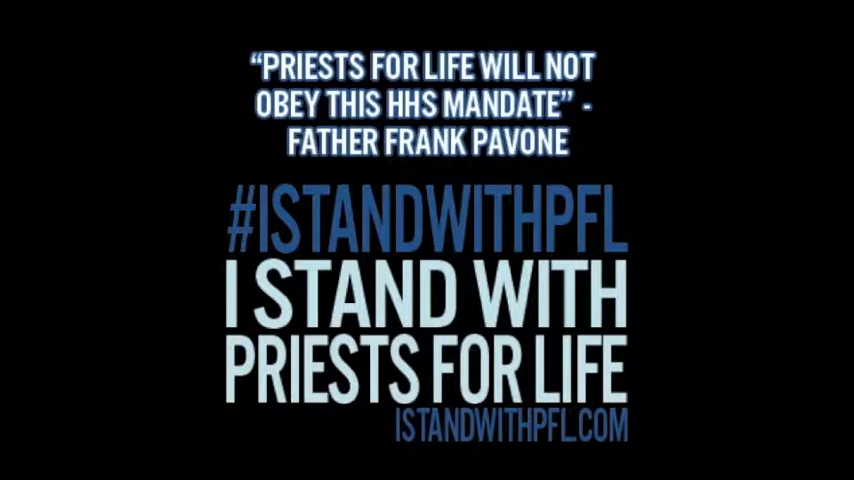 “PRIESTS FOR LIFE WILL NOT
OBEY THIS HHS MANDATE” -
FATHER FRANK PAVONE
#ISTANDWITHPFL
I STAND WITH
PRIESTS FOR LIFE
ISTANDWITHPFL.COM